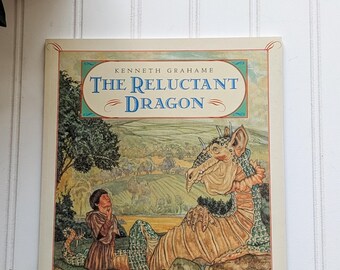 KENNETH GRAHAME
THE RELUCTANT
DRAGON